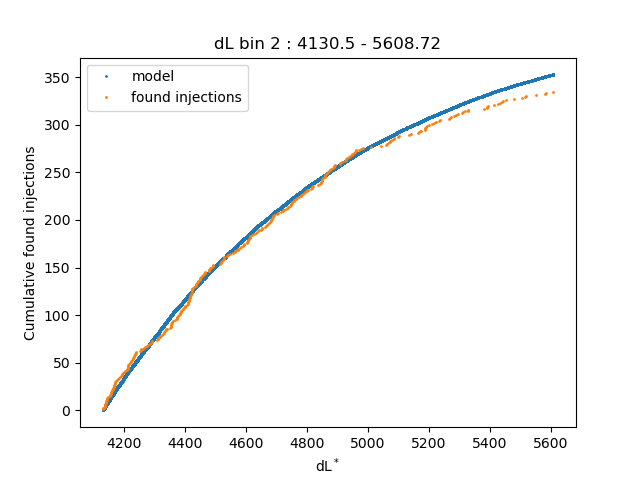 dL bin 2 : 4130.5 - 5608.72
model
found injections
Cumulative found injections
350
300
250
200
150
100
50
0
4200 4400 4600 4800 5000 5200 5400 5600
dL*